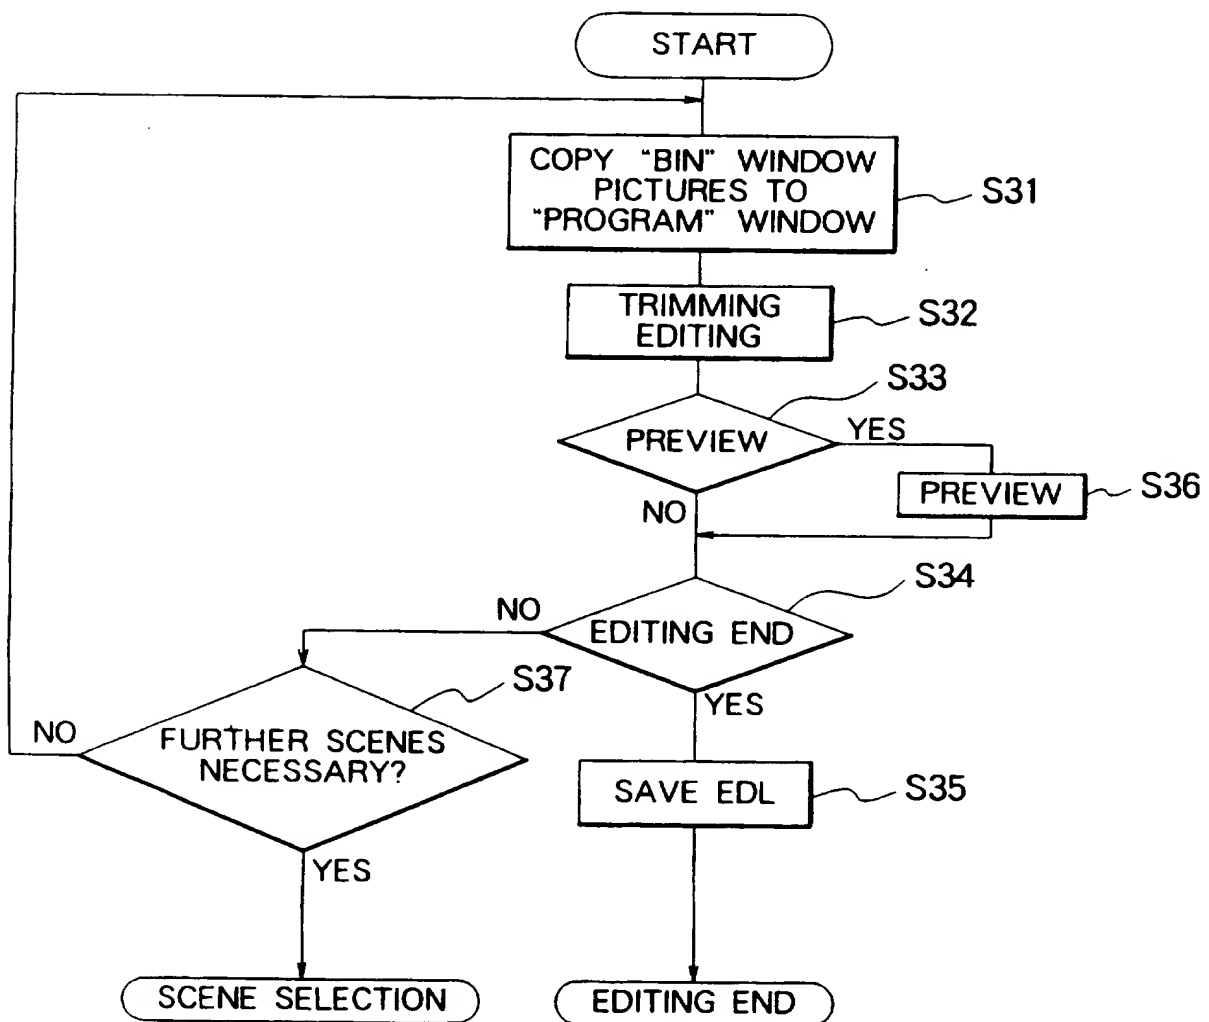 START
COPY "BIN" WINDOW
PICTURES TO
"PROGRAM" WINDOW
S31
TRIMMING
EDITING
S32
S33
PREVIEW
YES
PREVIEW
S36
NO
S34
NO
EDITING END
S37
YES
NO
FURTHER SCENES
NECESSARY?
SAVE EDL
S35
YES
SCENE SELECTION
EDITING END